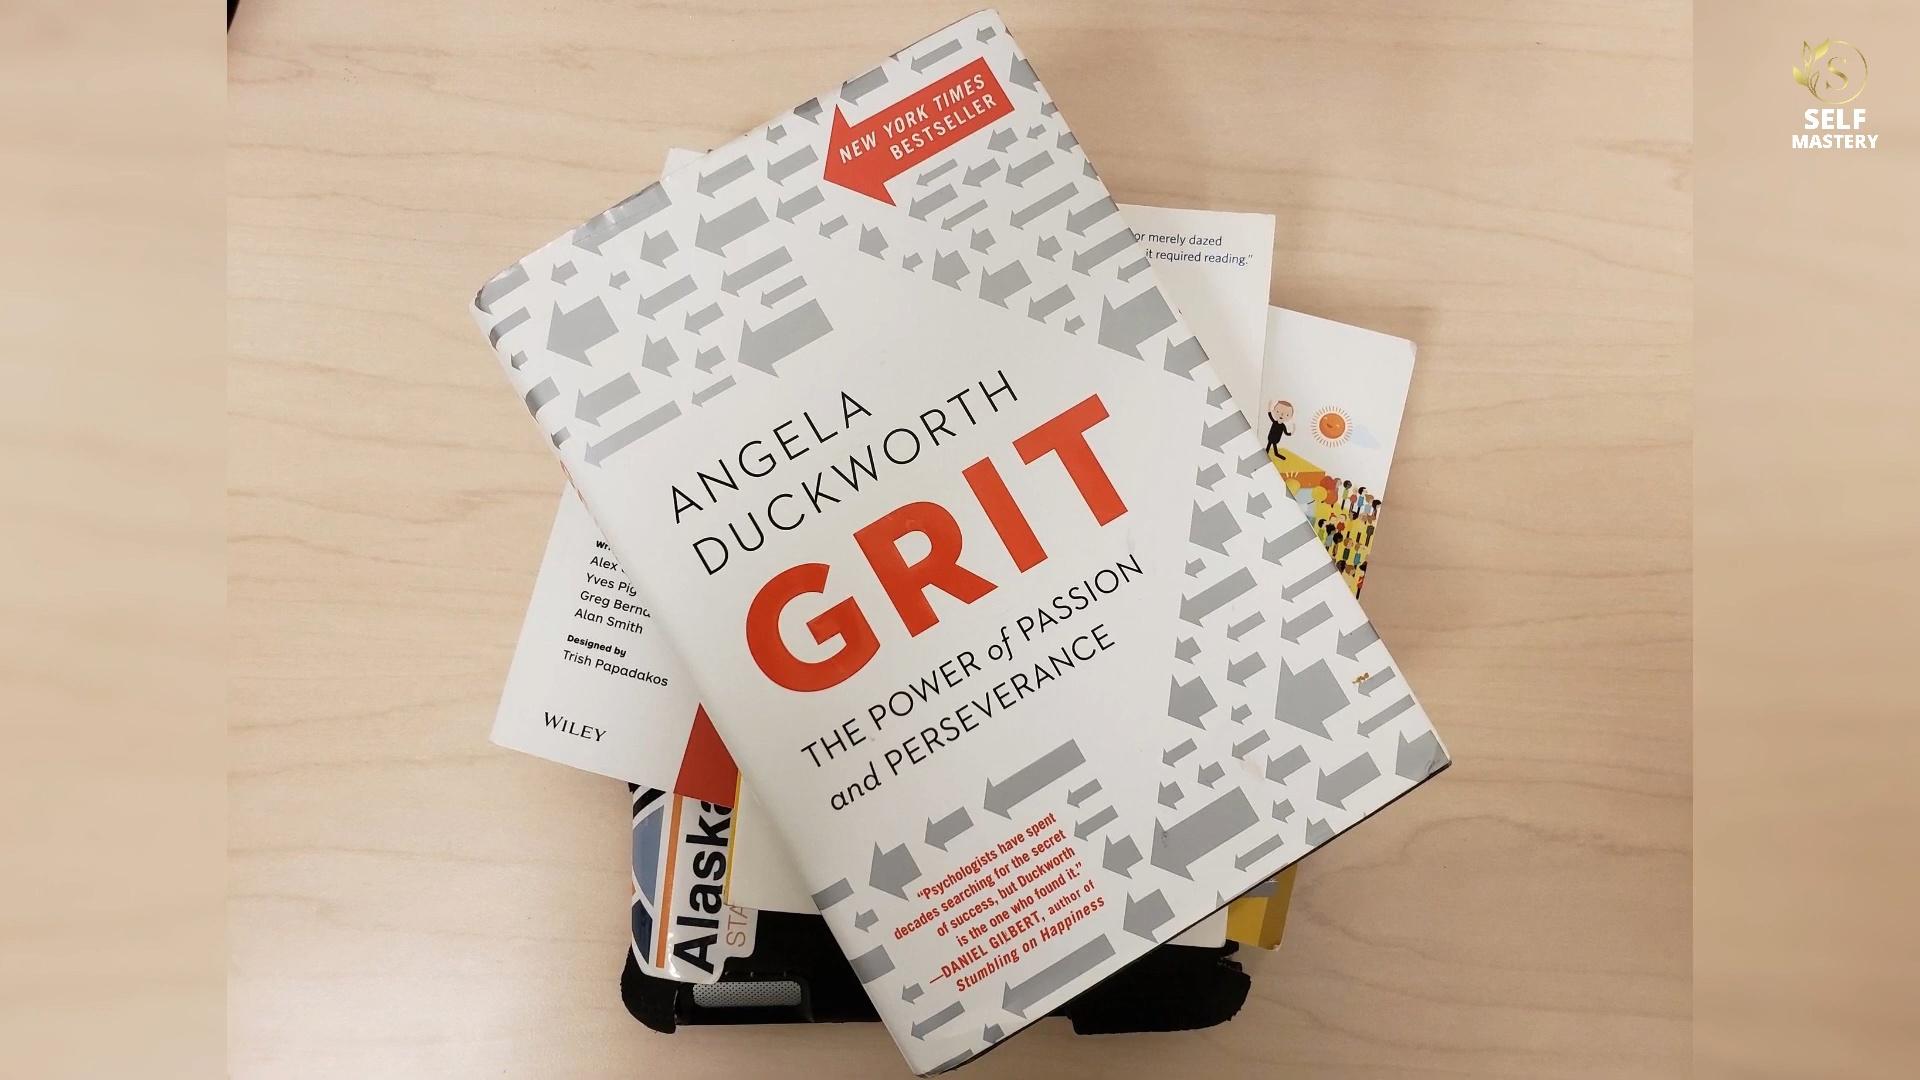 SELF
MASTERY
NEW YORK TIMES
BESTSELLER
or merely dazed
it required reading."
ANGELA
DUCKWORTH
GRIT
THE POWER of PASSION
and PERSEVERANCE
"Psychologists have spent
decades searching for the secret
of success, but Duckworth
is the one who found it."
—DANIEL GILBERT, author of
Stumbling on Happiness
Alex
Yves Pig
Greg Berna
Alan Smith
Designed by
Trish Papadakos
WILEY
Alaska
STA